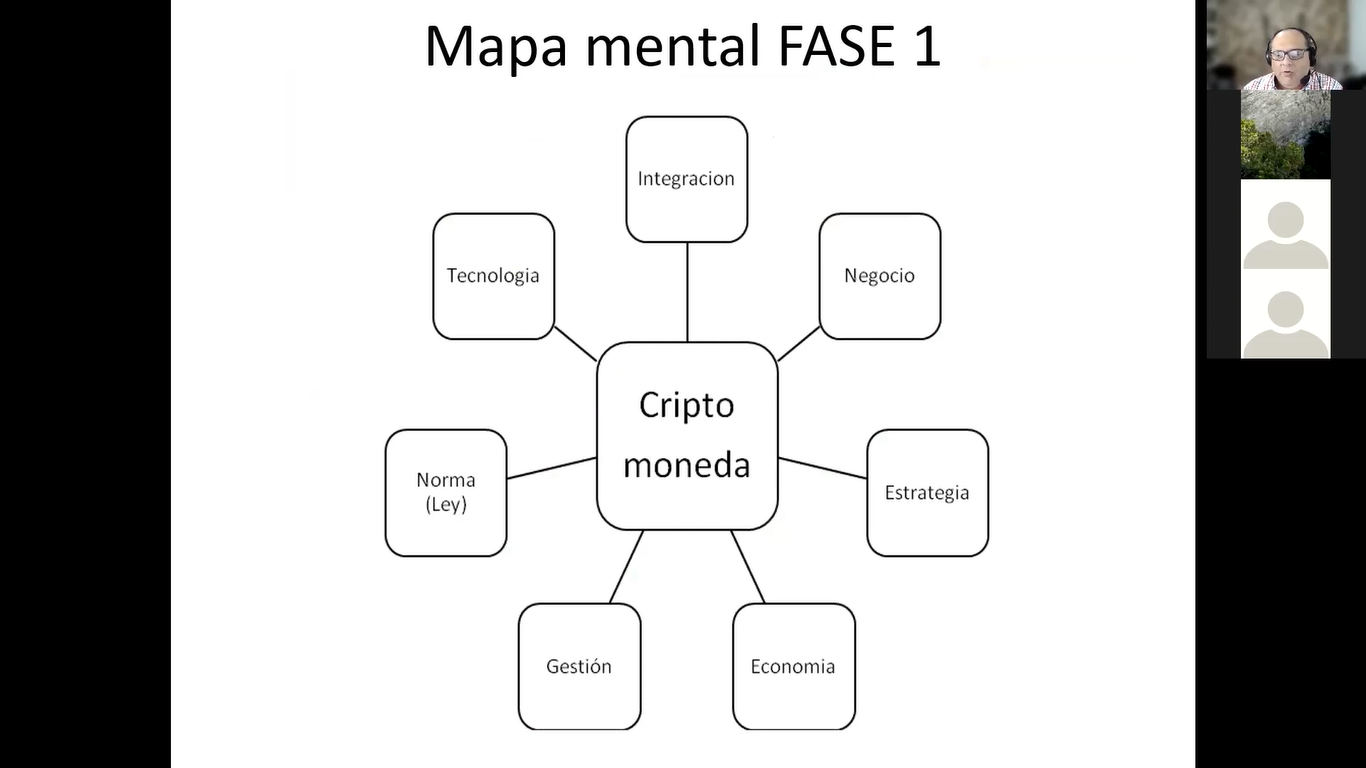 Mapa mental FASE 1
Integracion
Tecnologia
Negocio
Cripto
moneda
Norma
(Ley)
Estrategia
Gestión
Economia